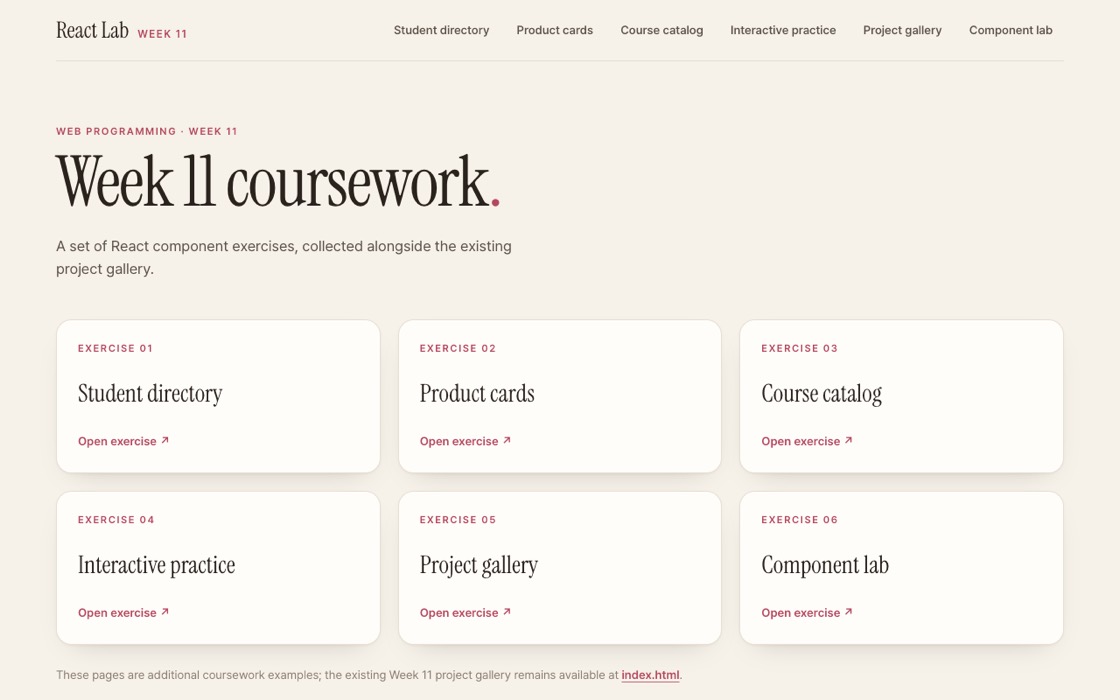 React Lab WEEK 11
Student directory Product cards Course catalog Interactive practice Project gallery Component lab
WEB PROGRAMMING · WEEK 11
Week 11 coursework.
A set of React component exercises, collected alongside the existing
project gallery.
EXERCISE 01
Student directory
Open exercise ↗
EXERCISE 02
Product cards
Open exercise ↗
EXERCISE 03
Course catalog
Open exercise ↗
EXERCISE 04
Interactive practice
Open exercise ↗
EXERCISE 05
Project gallery
Open exercise ↗
EXERCISE 06
Component lab
Open exercise ↗
These pages are additional coursework examples; the existing Week 11 project gallery remains available at index.html.